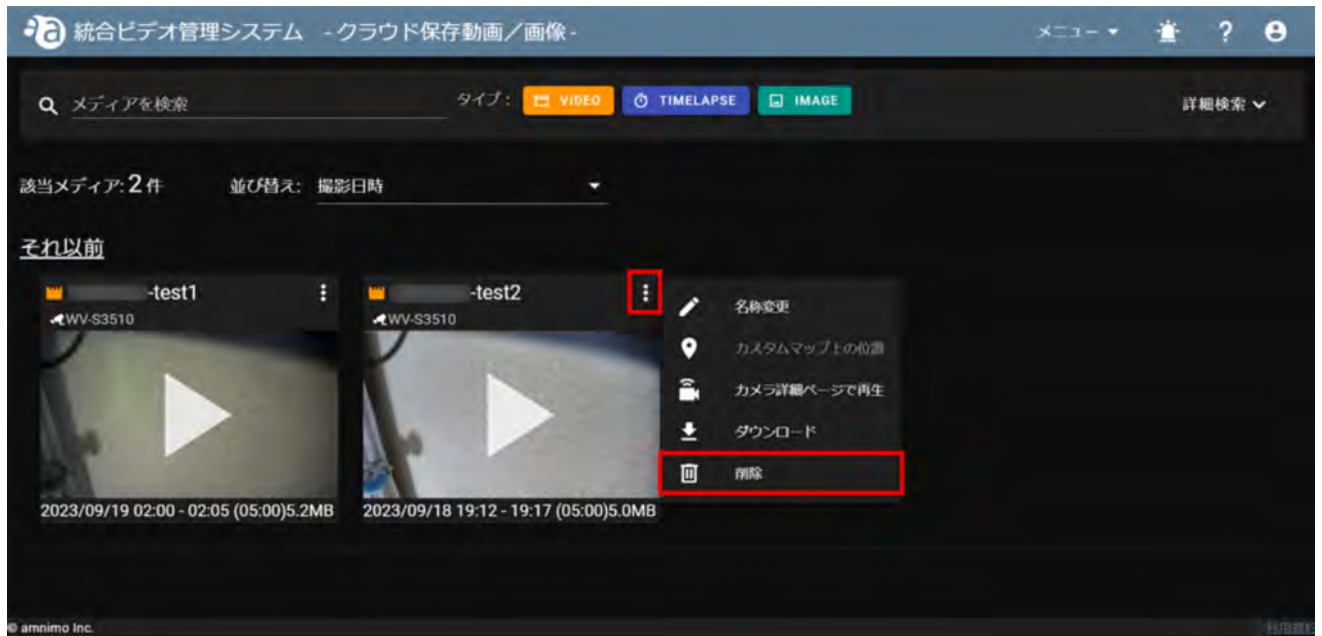 統合ビデオ管理システム - クラウド保存動画／画像 -
メニュー
?
メディアを検索
タイプ :
VIDEO
TIMELAPSE
IMAGE
詳細検索
該当メディア: 2 件
並び替え: 撮影日時
それ以前
-test1
WV-S3510
2023/09/19 02:00 - 02:05 (05:00)5.2MB
-test2
WV-S3510
2023/09/18 19:12 - 19:17 (05:00)5.0MB
名称変更
カスタムマップ上の位置
カメラ詳細ページで再生
ダウンロード
削除
© amnimo Inc.
利用規約